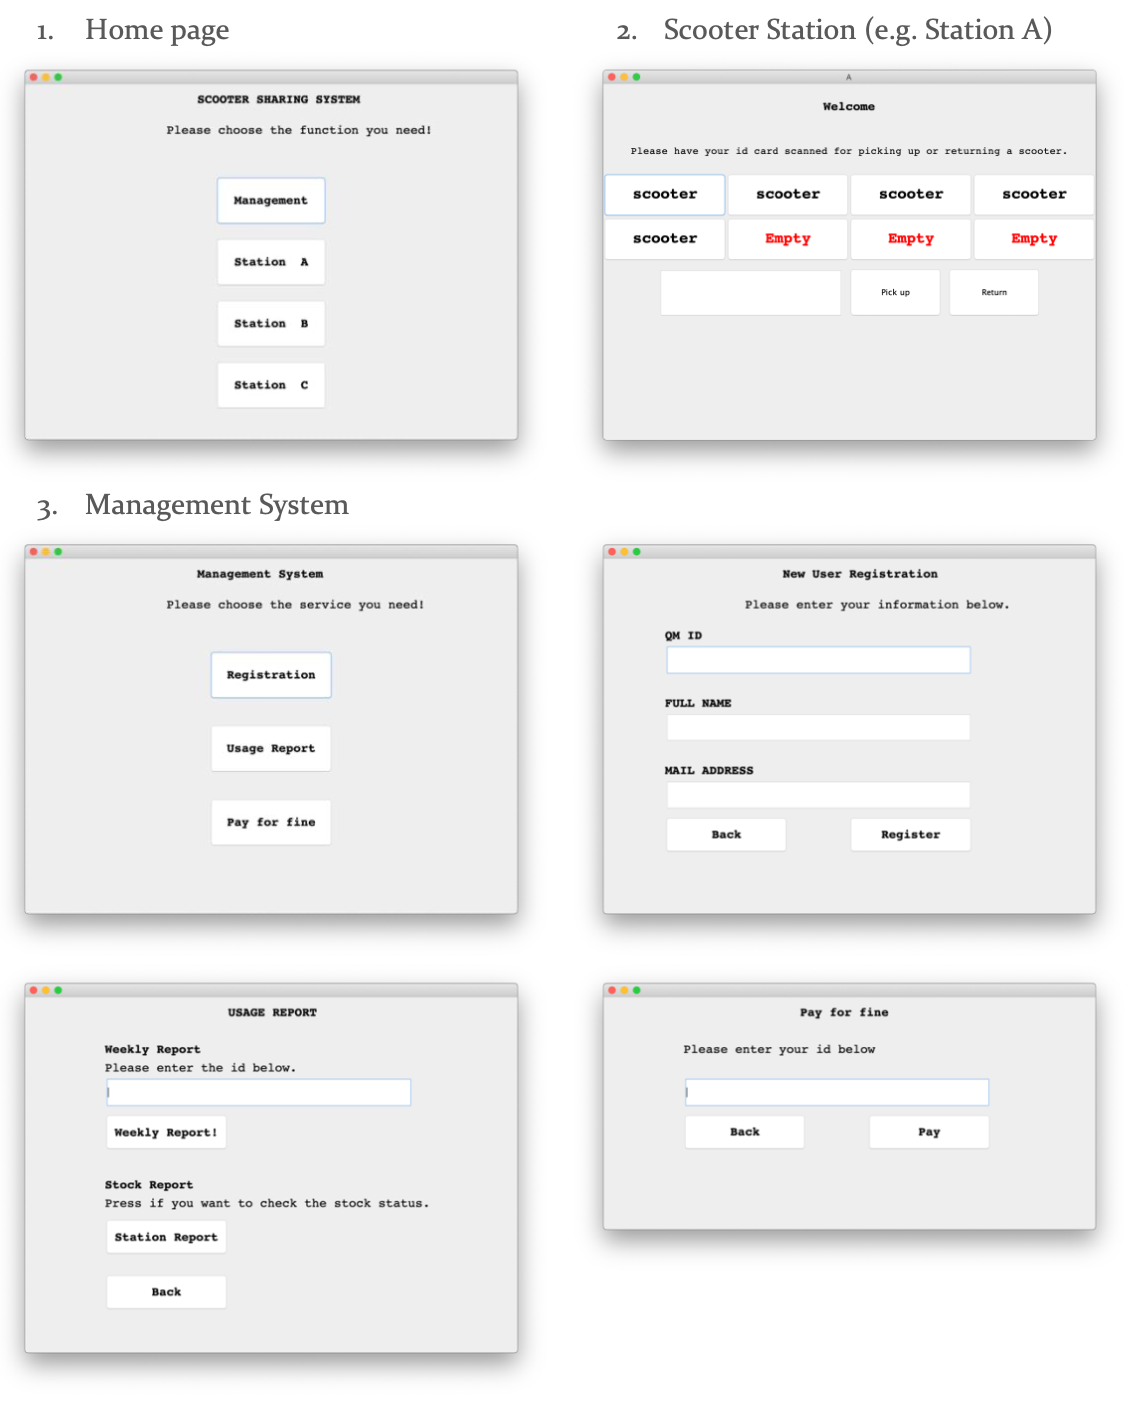 1. Home page
SCOOTER SHARING SYSTEM
Please choose the function you need!
Management
Station A
Station B
Station C
2. Scooter Station (e.g. Station A)
A
Welcome
Please have your id card scanned for picking up or returning a scooter.
scooter scooter scooter scooter
scooter Empty Empty Empty
Pick up Return
3. Management System
Management System
Please choose the service you need!
Registration
Usage Report
Pay for fine
New User Registration
Please enter your information below.
QM ID
FULL NAME
MAIL ADDRESS
Back Register
USAGE REPORT
Weekly Report
Please enter the id below.
Weekly Report!
Stock Report
Press if you want to check the stock status.
Station Report
Back
Pay for fine
Please enter your id below
Back Pay